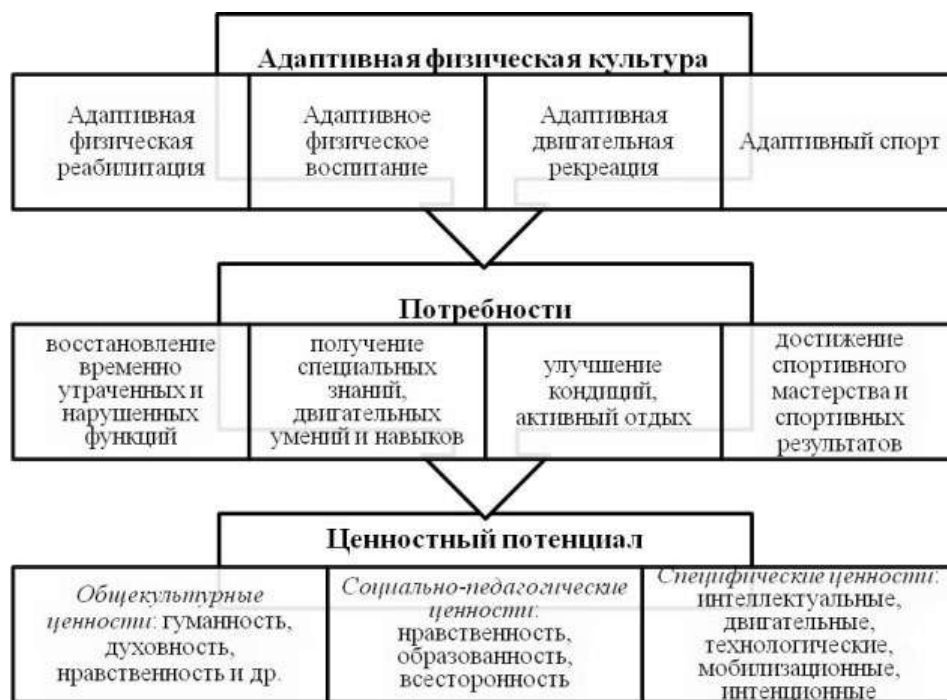 Адаптивная физическая культура
Адаптивная
физическая
реабилитация
Адаптивное
физическое
воспитание
Адаптивная
двигательная
рекреация
Адаптивный спорт
Потребности
восстановление
временно
утраченных и
нарушенных
функций
получение
специальных
знаний,
двигательных
умений и навыков
улучшение
кондиций,
активный отдых
достижение
спортивного
мастерства и
спортивных
результатов
Ценностный потенциал
Общекультурные
ценности: гуманность,
духовность,
нравственность и др.
Социально-педагогические
ценности:
нравственность,
образованность,
всесторонность
Специфические ценности:
интеллектуальные,
двигательные,
технологические,
мобилизационные,
интенционные